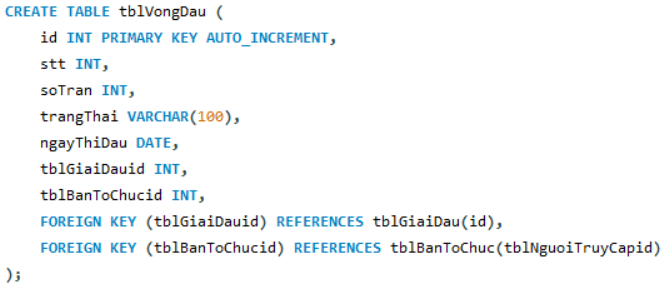 CREATE TABLE tblVongDau (
    id INT PRIMARY KEY AUTO_INCREMENT,
    stt INT,
    soTran INT,
    trangThai VARCHAR(100),
    ngayThiDau DATE,
    tblGiaiDauid INT,
    tblBanToChucid INT,
    FOREIGN KEY (tblGiaiDauid) REFERENCES tblGiaiDau(id),
    FOREIGN KEY (tblBanToChucid) REFERENCES tblBanToChuc(tblNguoiTruyCapid)
);